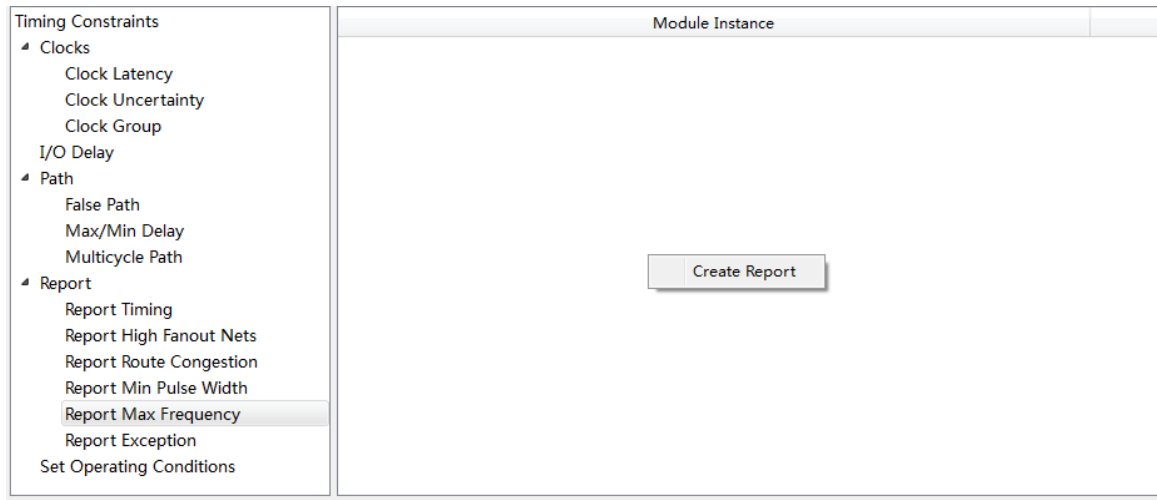 Timing Constraints
Clocks
Clock Latency
Clock Uncertainty
Clock Group
I/O Delay
Path
False Path
Max/Min Delay
Multicycle Path
Report
Report Timing
Report High Fanout Nets
Report Route Congestion
Report Min Pulse Width
Report Max Frequency
Report Exception
Set Operating Conditions
Module Instance
Create Report